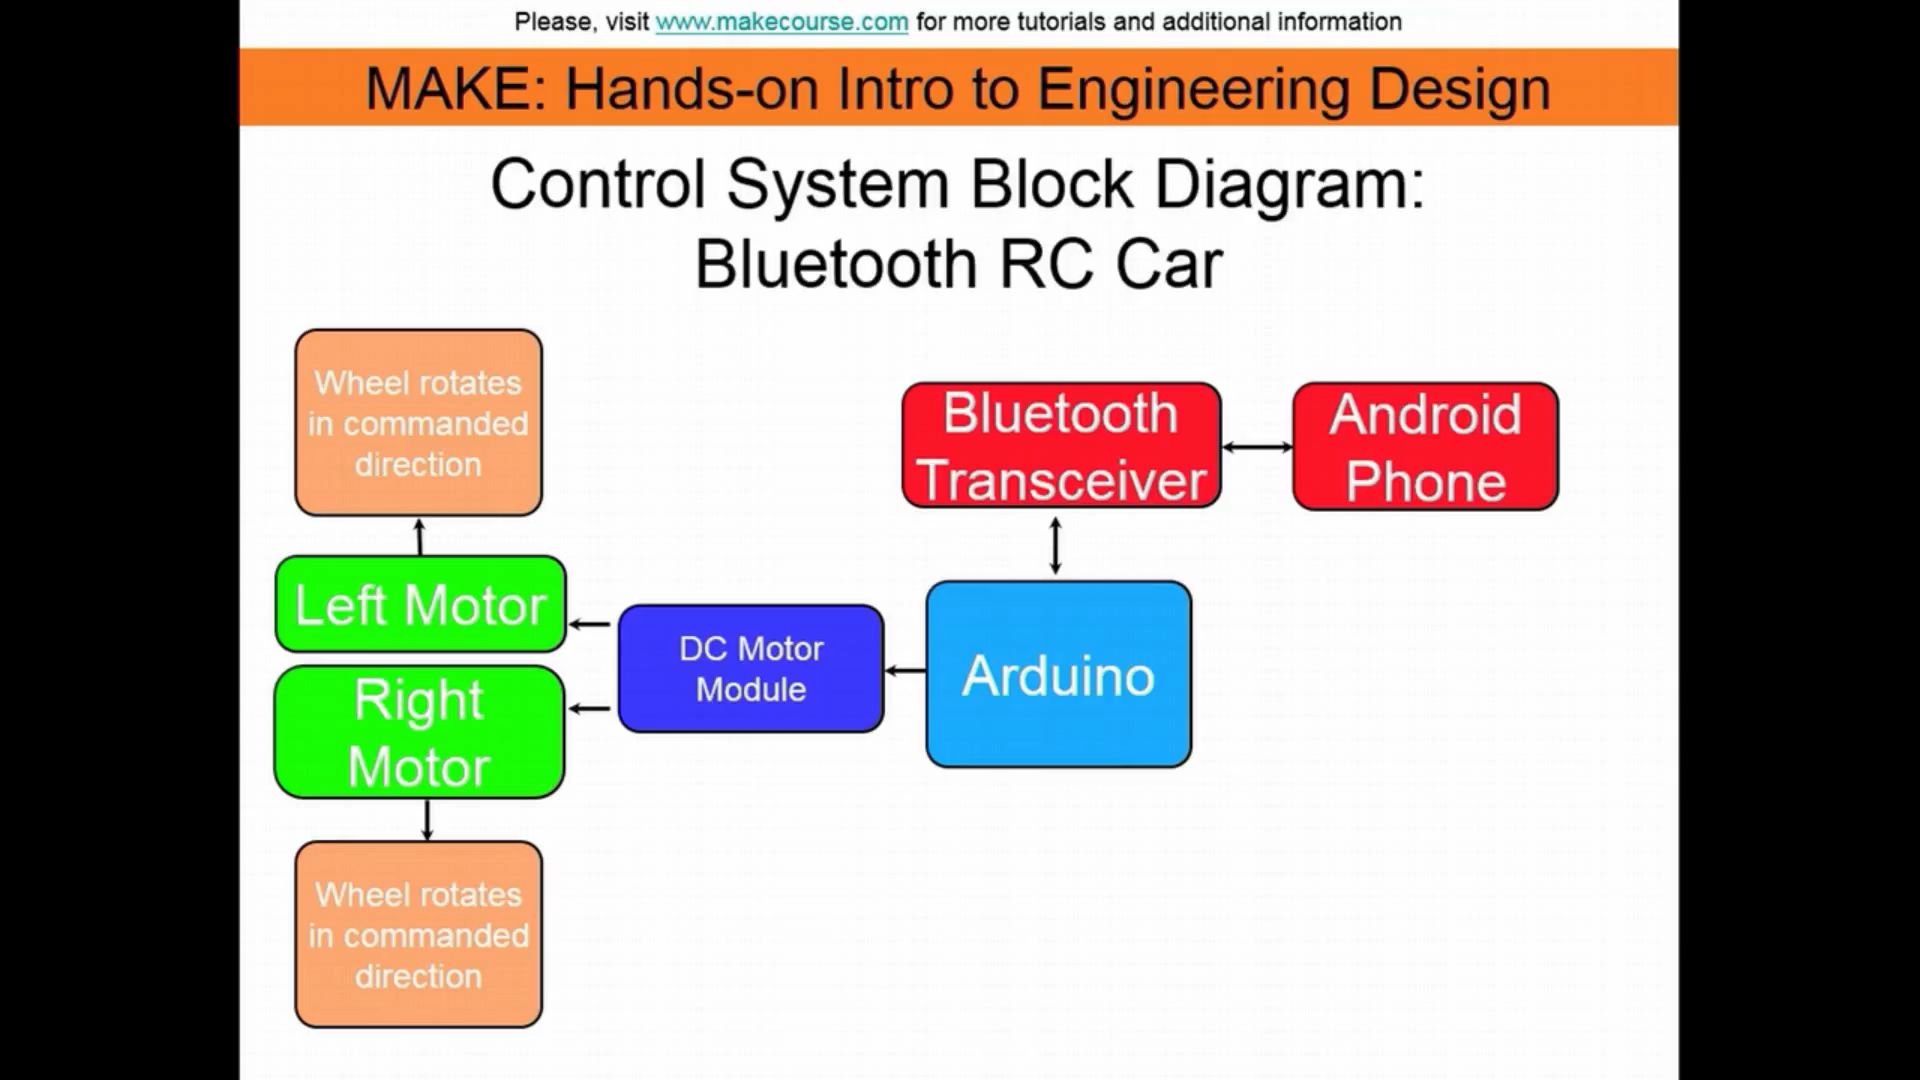 Please, visit www.makecourse.com for more tutorials and additional information
MAKE: Hands-on Intro to Engineering Design
Control System Block Diagram:
Bluetooth RC Car
Wheel rotates
in commanded
direction
Bluetooth
Transceiver
Android
Phone
Left Motor
Right
Motor
DC Motor
Module
Arduino
Wheel rotates
in commanded
direction